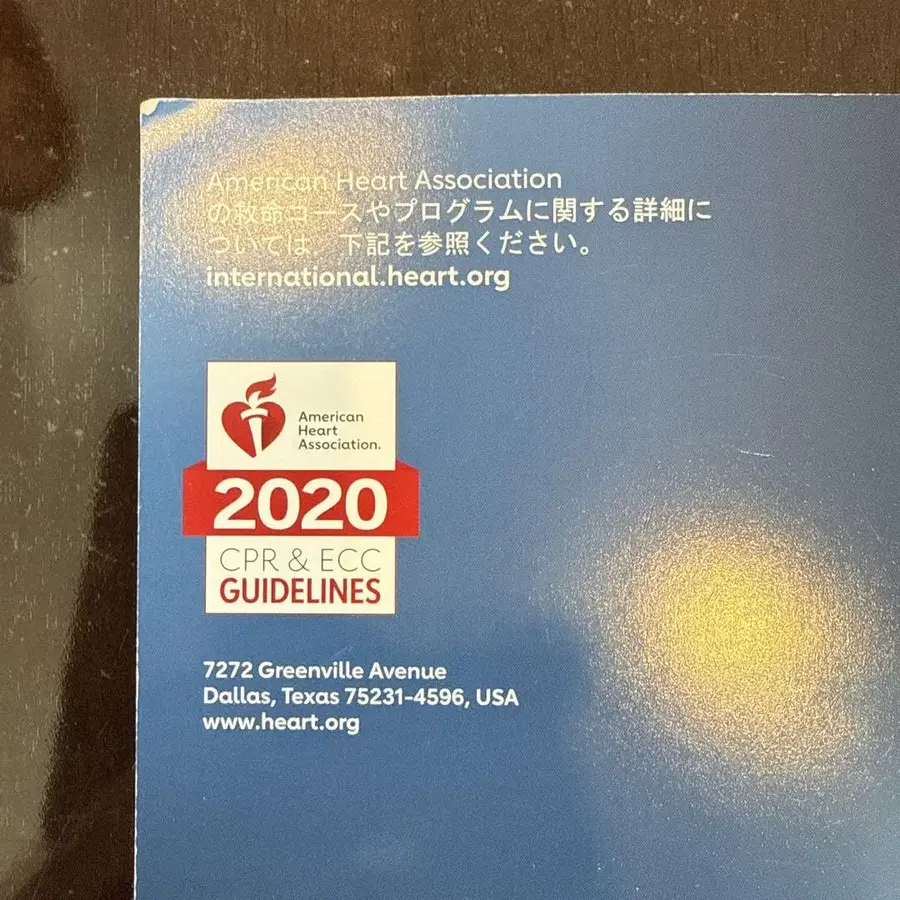 American Heart Association
の救命コースやプログラムに関する詳細に
ついては、下記を参照ください。
international.heart.org
American
Heart
Association.
2020
CPR & ECC
GUIDELINES
7272 Greenville Avenue
Dallas, Texas 75231-4596, USA
www.heart.org